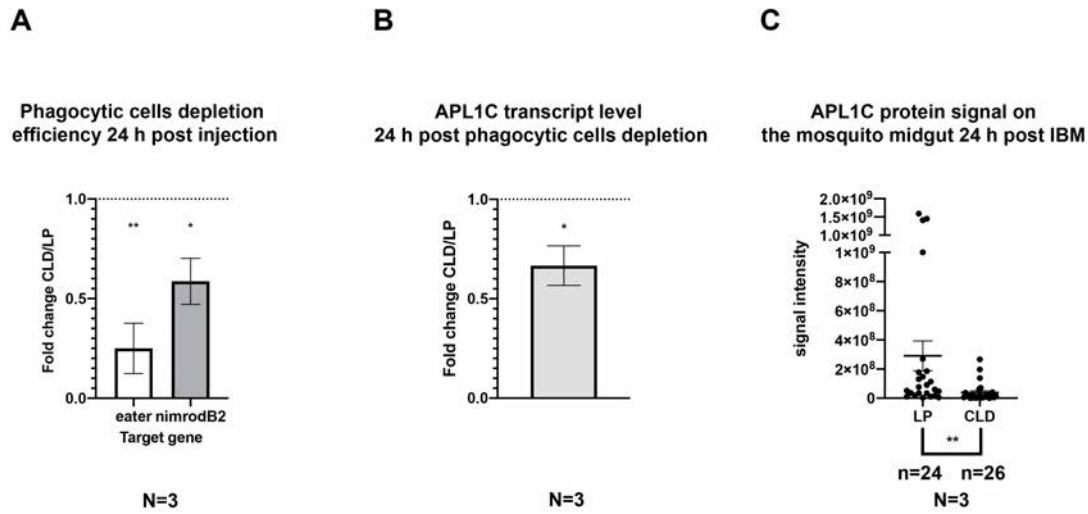 A
Phagocytic cells depletion
efficiency 24 h post injection
Fold change CLD/LP
1.0
0.5
0.0
**
*
eater nimrodB2
Target gene
N=3
B
APL1C transcript level
24 h post phagocytic cells depletion
Fold change CLD/LP
1.0
0.5
0.0
*
N=3
C
APL1C protein signal on
the mosquito midgut 24 h post IBM
signal intensity
2.0×10⁹
1.5×10⁹
1.0×10⁹
1×10⁹
8×10⁸
6×10⁸
4×10⁸
2×10⁸
0
LP CLD
**
n=24 n=26
N=3